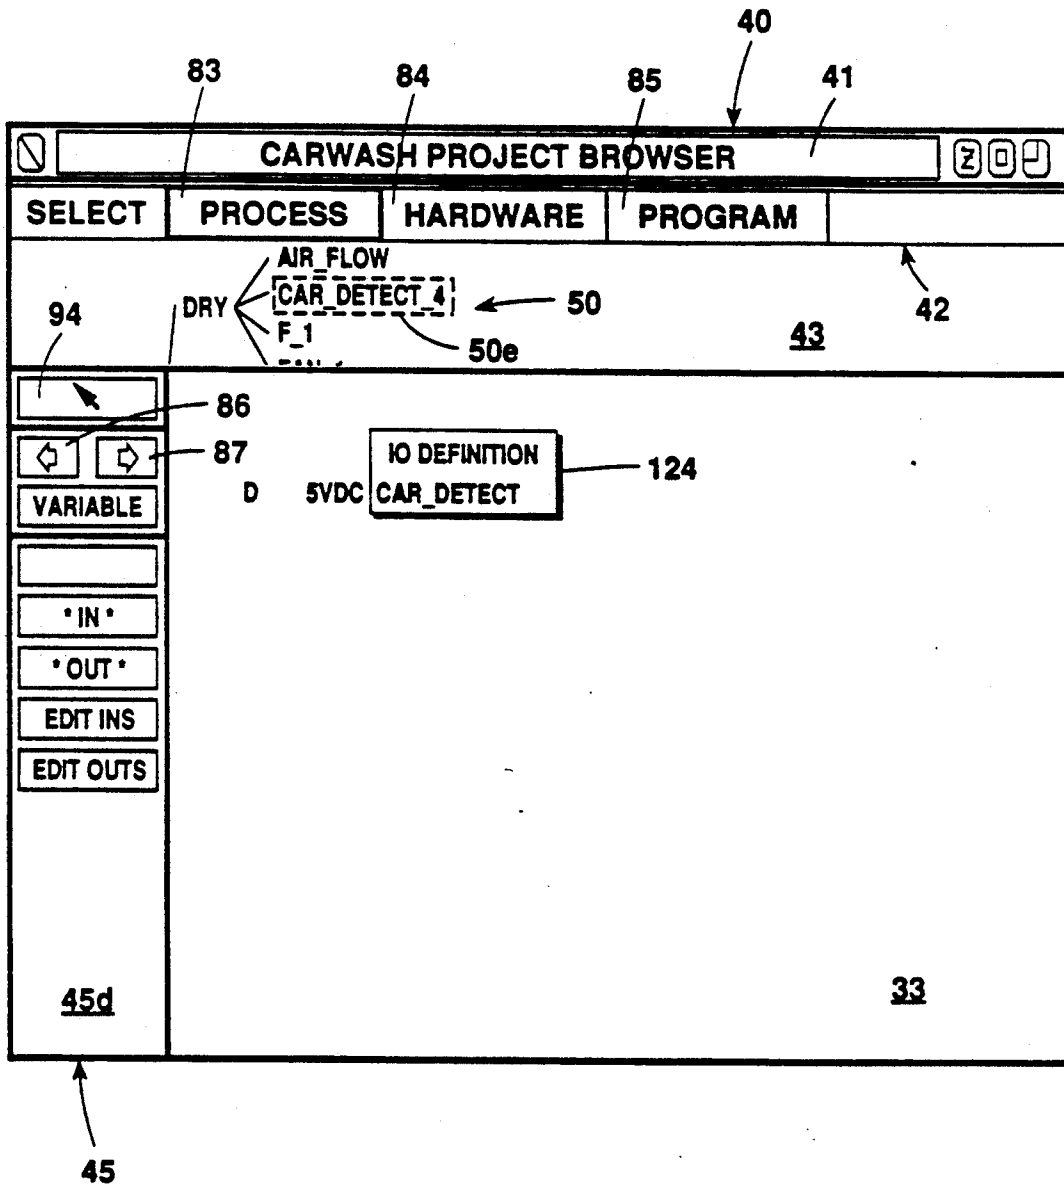 40
83
84
85
41
CARWASH PROJECT BROWSER
Z
SELECT PROCESS HARDWARE PROGRAM
AIR_FLOW
DRY CAR_DETECT_4
50
42
94
F_1
50e
43
86
87
IO DEFINITION
124
VARIABLE
D 5VDC CAR_DETECT
* IN *
* OUT *
EDIT INS
EDIT OUTS
45d
33
45